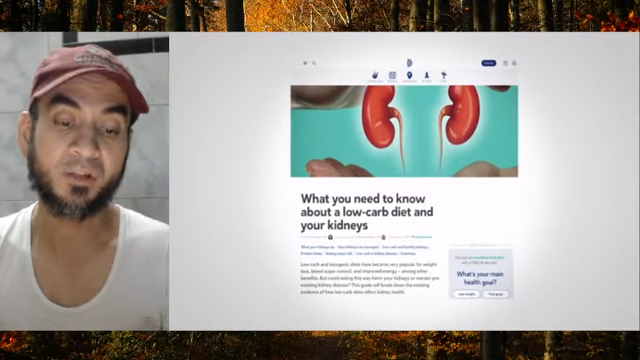 What you need to know
about a low-carb diet and
your kidneys
Low-carb and ketogenic diets have become very popular for weight
loss, blood sugar control, and improved energy – among other
benefits. But could eating this way harm your kidneys or worsen pre
existing kidney disease? This guide will break down the existing
evidence of how low-carb diets affect kidney health.
What's your main
health goal?
Lose weight
Feel great